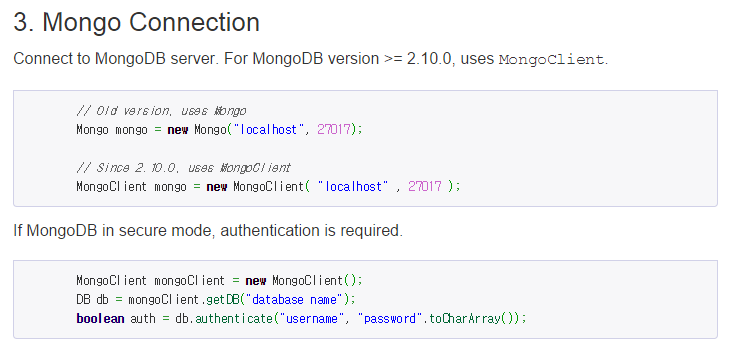 3. Mongo Connection
Connect to MongoDB server. For MongoDB version >= 2.10.0, uses MongoClient.
// Old version, uses Mongo
Mongo mongo = new Mongo("localhost", 27017);
// Since 2.10.0, uses MongoClient
MongoClient mongo = new MongoClient( "localhost" , 27017 );
If MongoDB in secure mode, authentication is required.
MongoClient mongoClient = new MongoClient();
DB db = mongoClient.getDB("database name");
boolean auth = db.authenticate("username", "password".toCharArray());